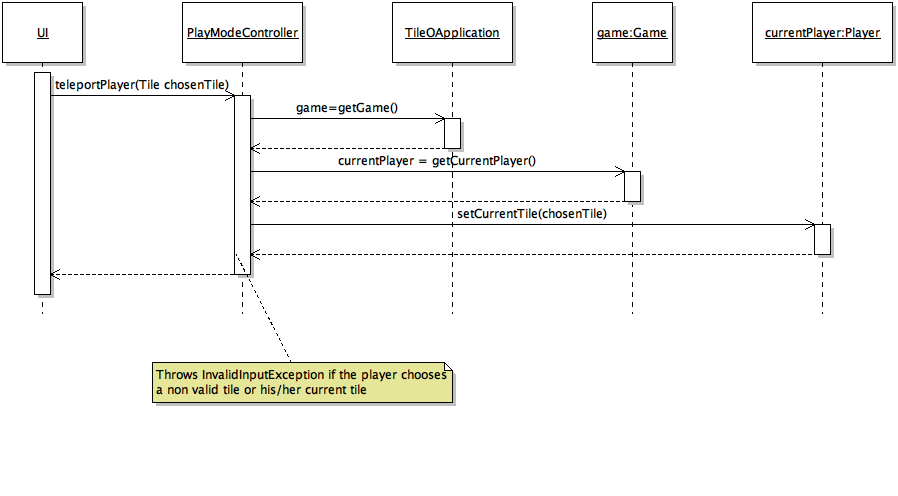 UI
PlayModeController
TileOApplication
game:Game
currentPlayer:Player
teleportPlayer(Tile chosenTile)
game=getGame()
currentPlayer = getCurrentPlayer()
setCurrentTile(chosenTile)
Throws InvalidInputException if the player chooses
a non valid tile or his/her current tile